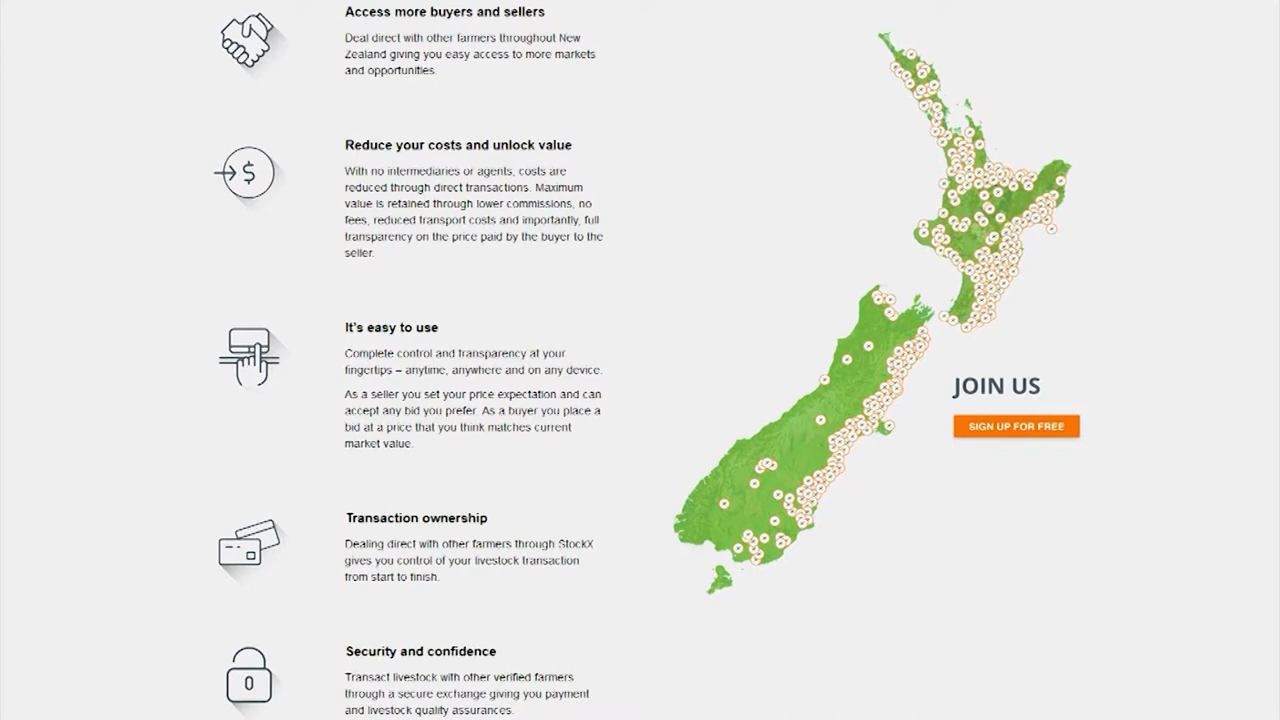 Access more buyers and sellers
Deal direct with other farmers throughout New
Zealand giving you easy access to more markets
and opportunities.
Reduce your costs and unlock value
With no intermediaries or agents, costs are
reduced through direct transactions. Maximum
value is retained through lower commissions, no
fees, reduced transport costs and importantly, full
transparency on the price paid by the buyer to the
seller.
It's easy to use
Complete control and transparency at your
fingertips – anytime, anywhere and on any device.
As a seller you set your price expectation and can
accept any bid you prefer. As a buyer you place a
bid at a price that you think matches current
market value.
Transaction ownership
Dealing direct with other farmers through StockX
gives you control of your livestock transaction
from start to finish.
Security and confidence
Transact livestock with other verified farmers
through a secure exchange giving you payment
and livestock quality assurances.
JOIN US
SIGN UP FOR FREE